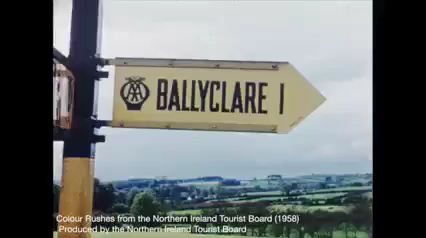 AA
BALLYCLARE 1
Colour Rushes from the Northern Ireland Tourist Board (1958)
Produced by the Northern Ireland Tourist Board